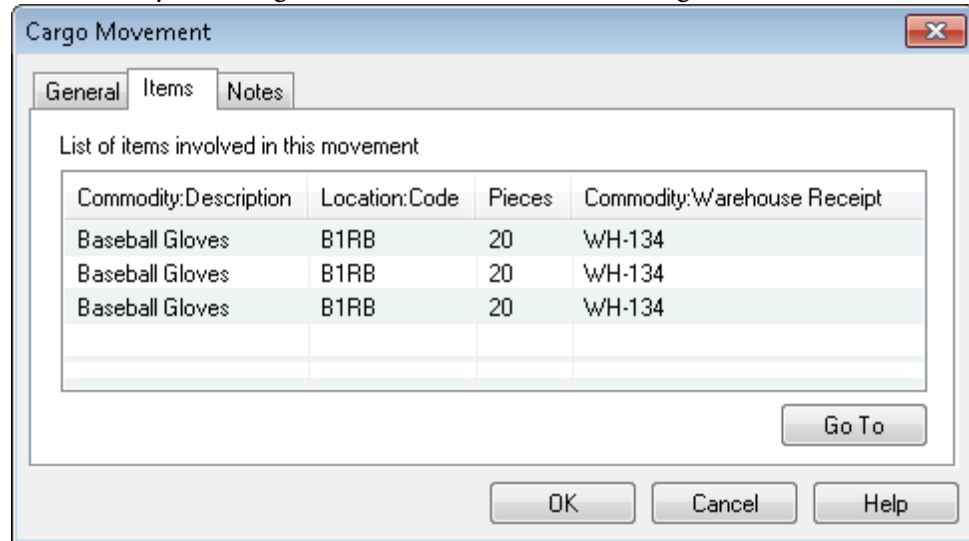 Cargo Movement
General Items Notes
List of items involved in this movement
Commodity:Description Location:Code Pieces Commodity:Warehouse Receipt
Baseball Gloves B1RB 20 WH-134
Baseball Gloves B1RB 20 WH-134
Baseball Gloves B1RB 20 WH-134
Go To
OK Cancel Help